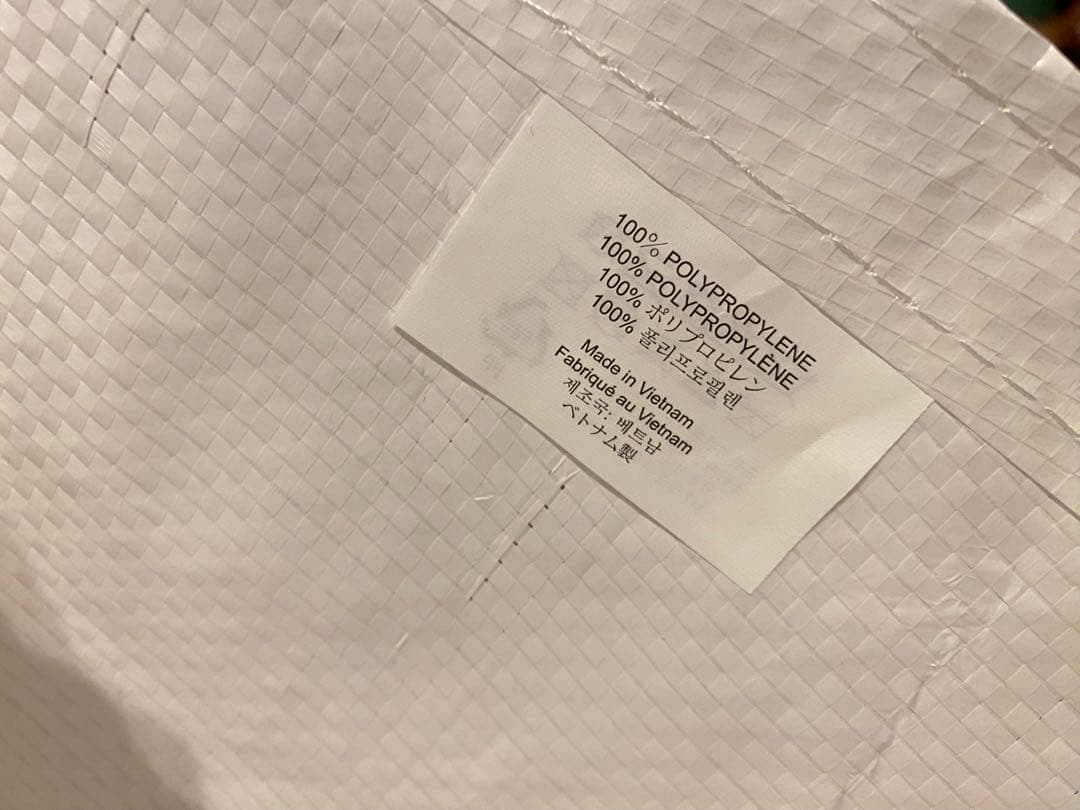 100% POLYPROPYLENE
100% POLYPROPYLÈNE
100% ポリプロピレン
100% 폴리프로필렌
Made in Vietnam
Fabriqué au Vietnam
제조국: 베트남
ベトナム製